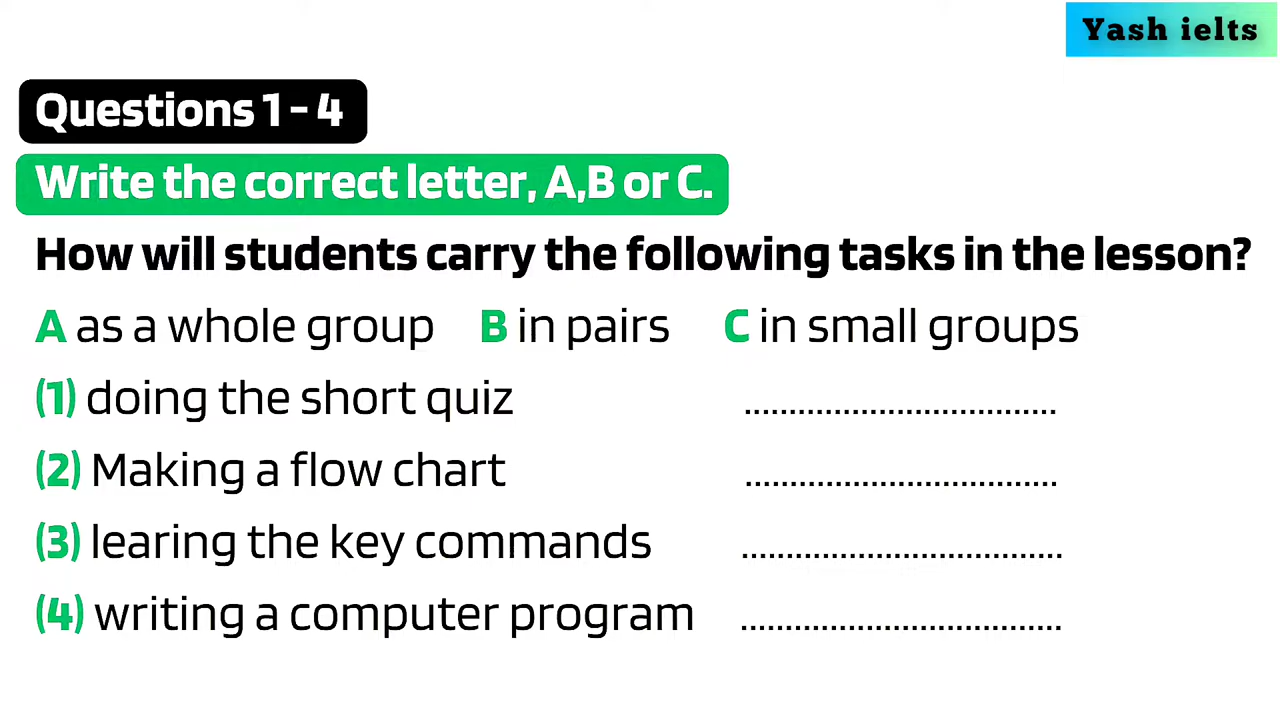 Yash ielts
Questions 1 - 4
Write the correct letter, A,B or C.
How will students carry the following tasks in the lesson?
A as a whole group B in pairs C in small groups
(1) doing the short quiz ...................................
(2) Making a flow chart ...................................
(3) learing the key commands ....................................
(4) writing a computer program ....................................